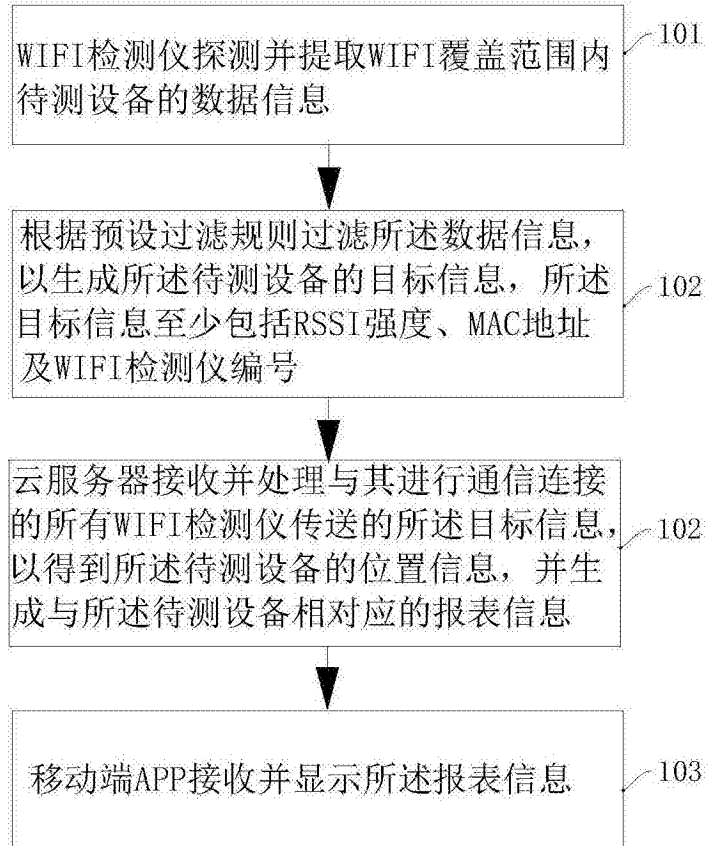 WIFI检测仪探测并提取WIFI覆盖范围内
待测设备的数据信息
101
根据预设过滤规则过滤所述数据信息，
以生成所述待测设备的目标信息，所述
目标信息至少包括RSSI强度、MAC地址
及WIFI检测仪编号
102
云服务器接收并处理与其进行通信连接
的所有WIFI检测仪传送的所述目标信息，
以得到所述待测设备的位置信息，并生
成与所述待测设备相对应的报表信息
102
移动端APP接收并显示所述报表信息
103